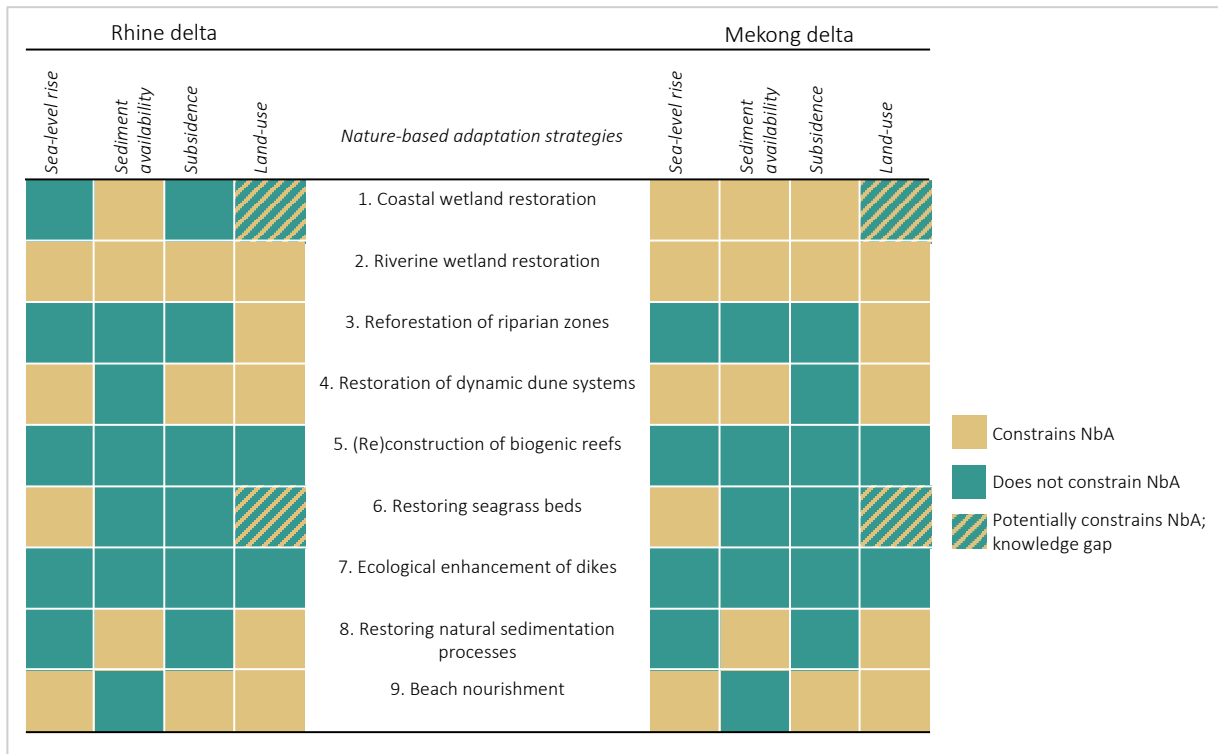 Rhine delta
Mekong delta
Sea-level rise
Sediment
availability
Subsidence
Land-use
Nature-based adaptation strategies
Sea-level rise
Sediment
availability
Subsidence
Land-use
1. Coastal wetland restoration
2. Riverine wetland restoration
3. Reforestation of riparian zones
4. Restoration of dynamic dune systems
5. (Re)construction of biogenic reefs
6. Restoring seagrass beds
7. Ecological enhancement of dikes
8. Restoring natural sedimentation
processes
9. Beach nourishment
Constrains NbA
Does not constrain NbA
Potentially constrains NbA;
knowledge gap